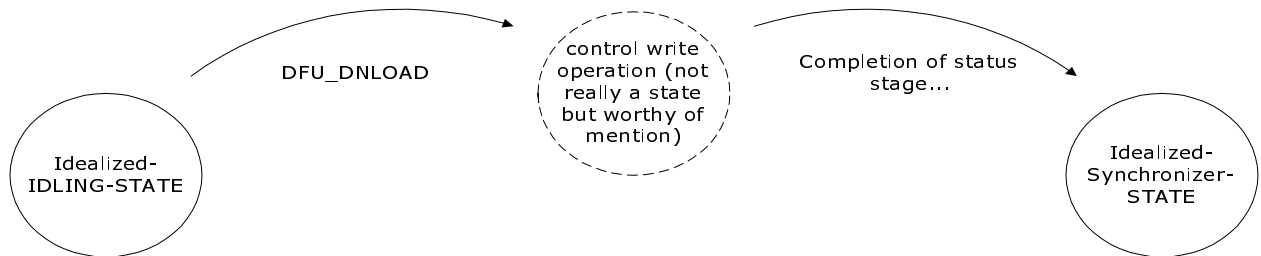 control write
operation (not
really a state
but worthy of
mention)
DFU_DNLOAD
Completion of status
stage...
Idealized-
IDLING-STATE
Idealized-
Synchronizer-
STATE